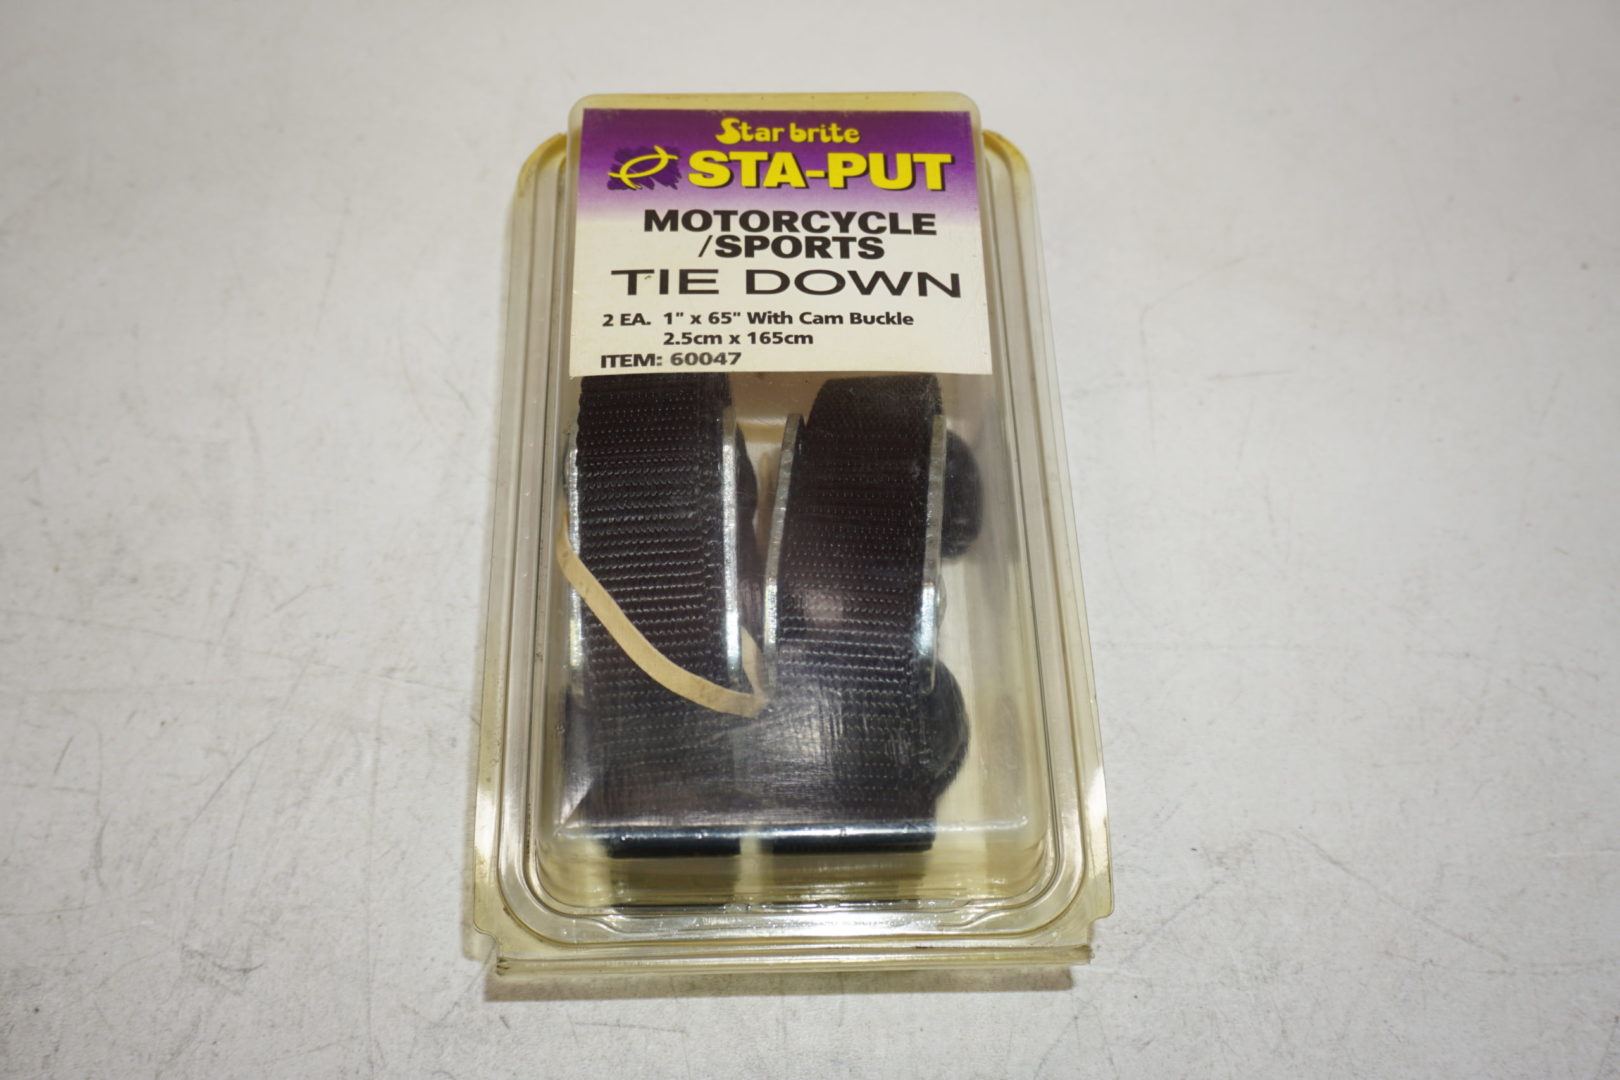 Star brite
STA-PUT
MOTORCYCLE
/SPORTS
TIE DOWN
2 EA. 1" x 65" With Cam Buckle
2.5cm x 165cm
ITEM: 60047